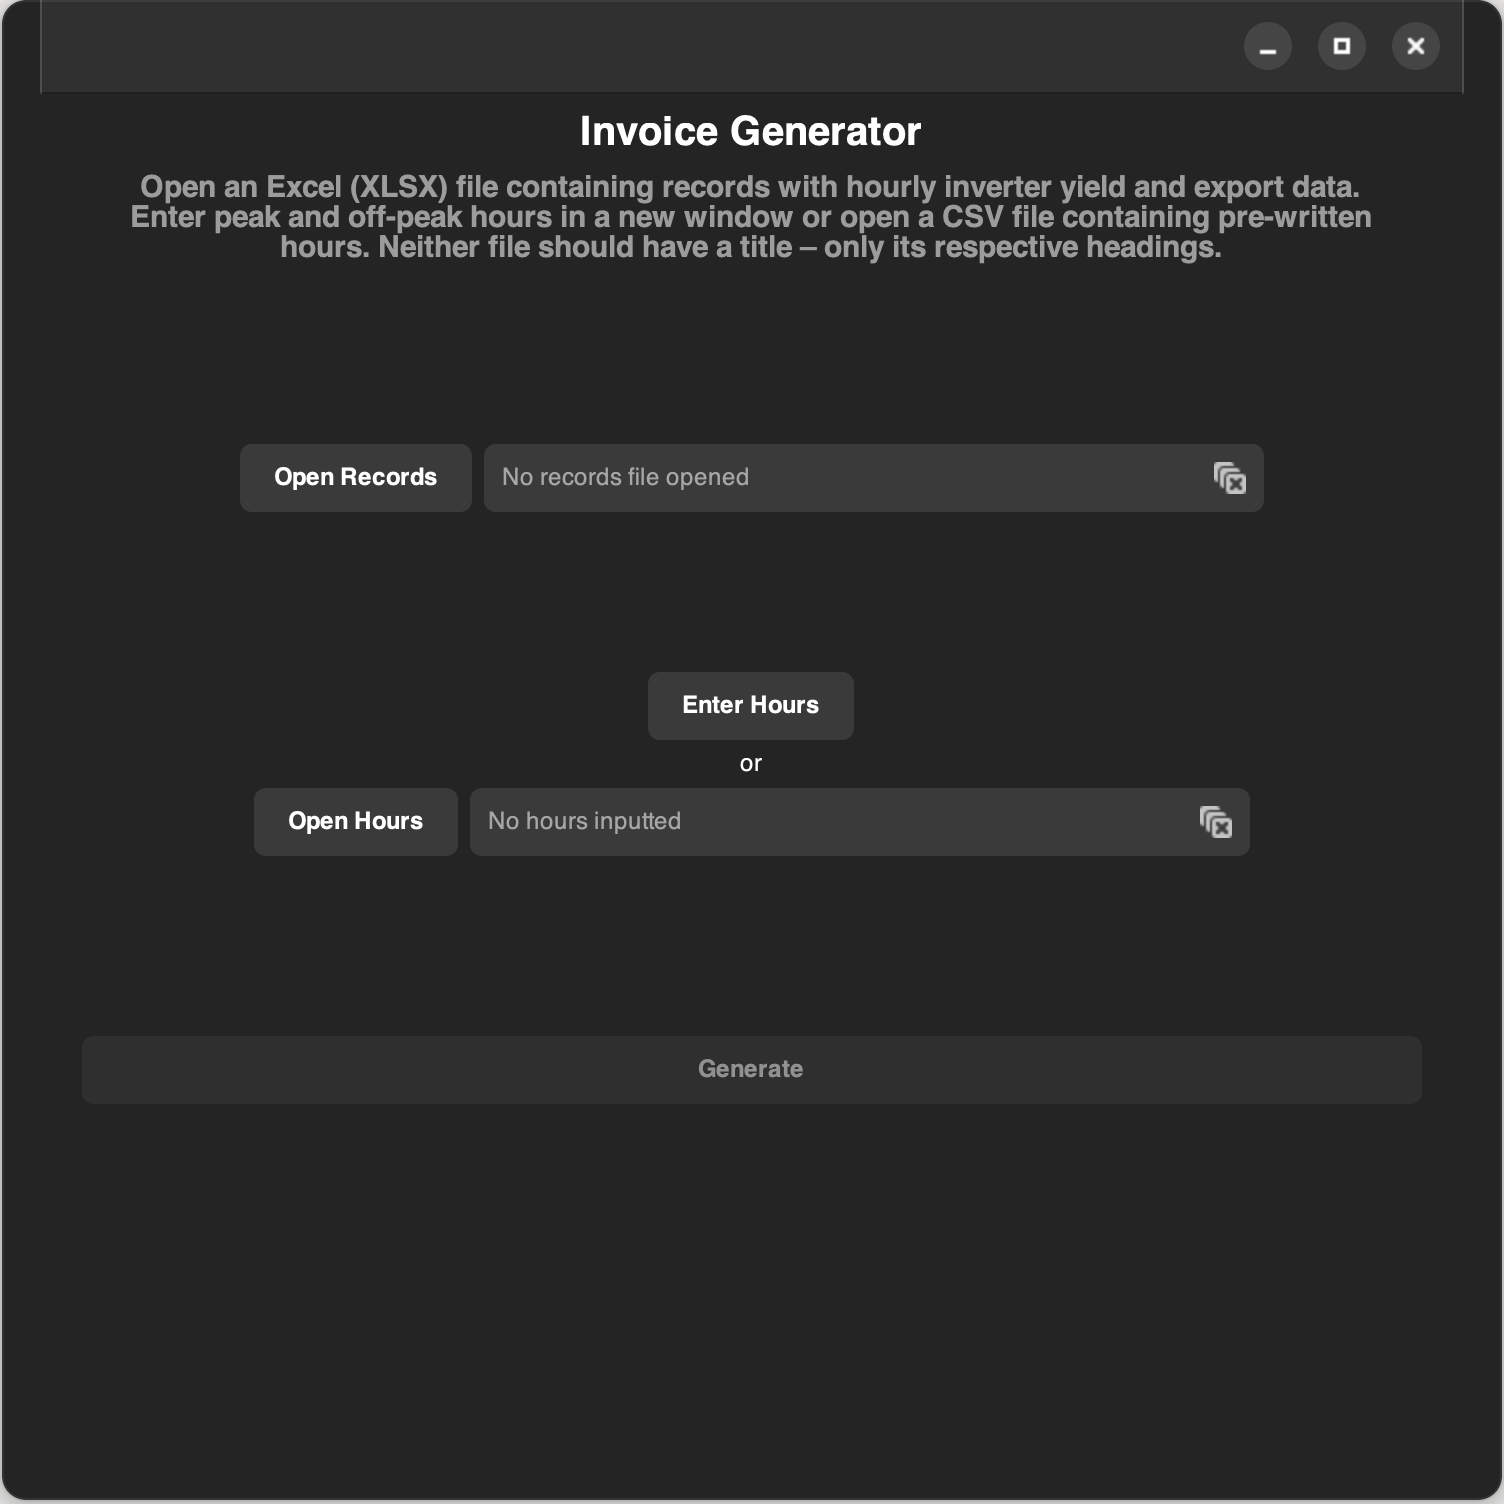 Invoice Generator
Open an Excel (XLSX) file containing records with hourly inverter yield and export data.
Enter peak and off-peak hours in a new window or open a CSV file containing pre-written
hours. Neither file should have a title – only its respective headings.
Open Records No records file opened
Enter Hours
or
Open Hours No hours inputted
Generate